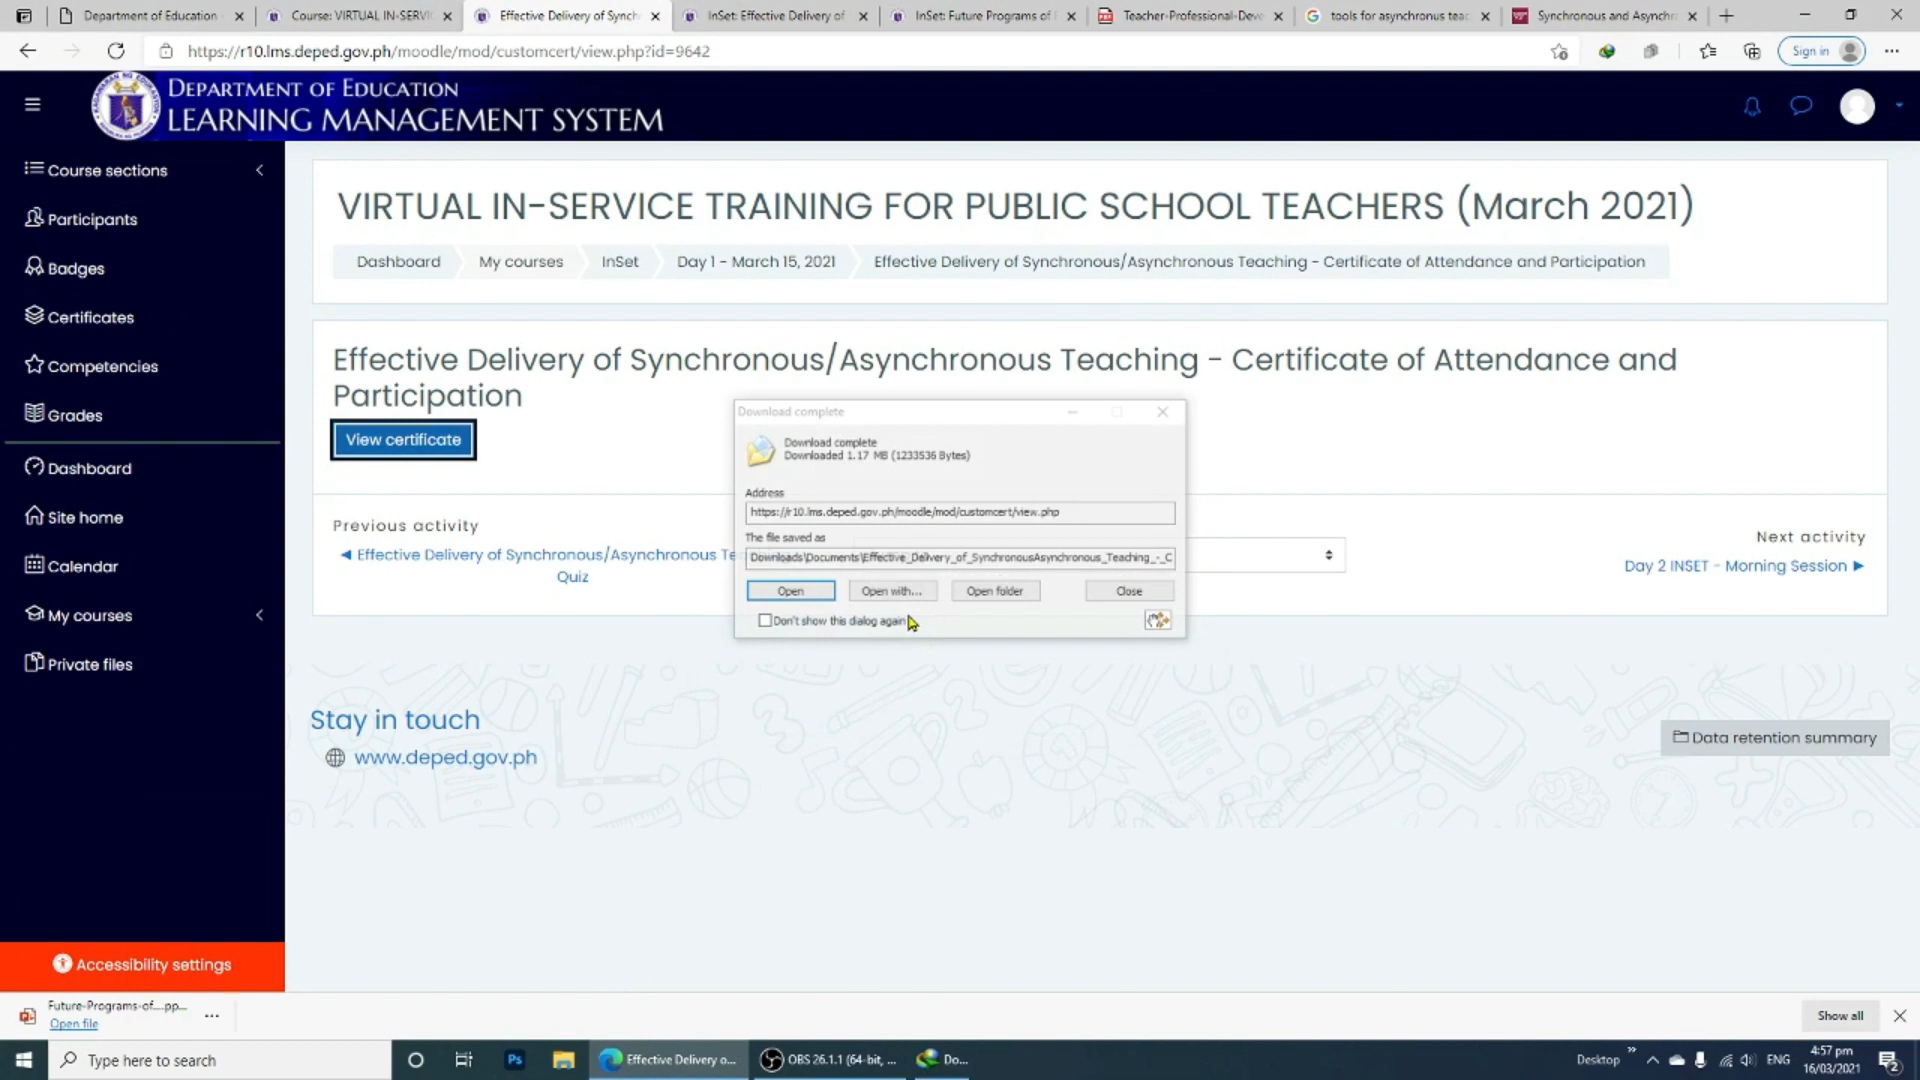 Department of Education
Course: VIRTUAL IN-SERVIC
Effective Delivery of Synch
InSet: Effective Delivery of
InSet: Future Programs of
Teacher-Professional-Deve
tools for asynchronus teac
Synchronous and Asynchr
https://r10.lms.deped.gov.ph/moodle/mod/customcert/view.php?id=9642
Sign in
DEPARTMENT OF EDUCATION
LEARNING MANAGEMENT SYSTEM
Course sections
Participants
Badges
Certificates
Competencies
Grades
Dashboard
Site home
Calendar
My courses
Private files
Accessibility settings
VIRTUAL IN-SERVICE TRAINING FOR PUBLIC SCHOOL TEACHERS (March 2021)
Dashboard
My courses
InSet
Day 1 - March 15, 2021
Effective Delivery of Synchronous/Asynchronous Teaching - Certificate of Attendance and Participation
Effective Delivery of Synchronous/Asynchronous Teaching - Certificate of Attendance and
Participation
View certificate
Previous activity
◀ Effective Delivery of Synchronous/Asynchronous Te
Quiz
Next activity
Day 2 INSET - Morning Session ▶
Download complete
Download complete
Downloaded 1.17 MB (1233536 Bytes)
Address
https://r10.lms.deped.gov.ph/moodle/mod/customcert/view.php
The file saved as
Downloads\Documents\Effective_Delivery_of_SynchronousAsynchronous_Teaching_-_C
Open
Open with...
Open folder
Close
Don't show this dialog again
Stay in touch
www.deped.gov.ph
Data retention summary
Future-Programs-of....pp...
Open file
Show all
Type here to search
Ps
Effective Delivery o...
OBS 26.1.1 (64-bit, ...
Do...
Desktop
ENG
4:57 pm
16/03/2021
2